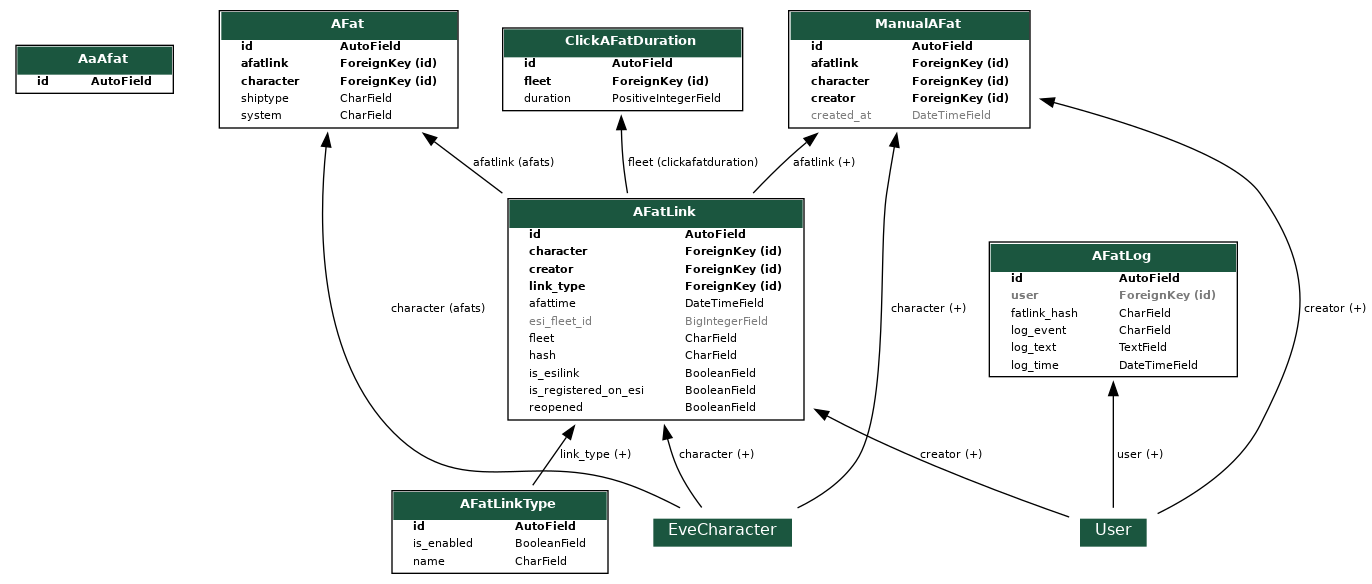 AaAfat
id AutoField
AFat
id AutoField
afatlink ForeignKey (id)
character ForeignKey (id)
shiptype CharField
system CharField
ClickAFatDuration
id AutoField
fleet ForeignKey (id)
duration PositiveIntegerField
ManualAFat
id AutoField
afatlink ForeignKey (id)
character ForeignKey (id)
creator ForeignKey (id)
created_at DateTimeField
afatlink (afats)
fleet (clickafatduration)
afatlink (+)
AFatLink
id AutoField
character ForeignKey (id)
creator ForeignKey (id)
link_type ForeignKey (id)
afattime DateTimeField
esi_fleet_id BigIntegerField
fleet CharField
hash CharField
is_esilink BooleanField
is_registered_on_esi BooleanField
reopened BooleanField
AFatLog
id AutoField
user ForeignKey (id)
fatlink_hash CharField
log_event CharField
log_text TextField
log_time DateTimeField
character (afats)
character (+)
creator (+)
link_type (+)
character (+)
creator (+)
user (+)
AFatLinkType
id AutoField
is_enabled BooleanField
name CharField
EveCharacter
User